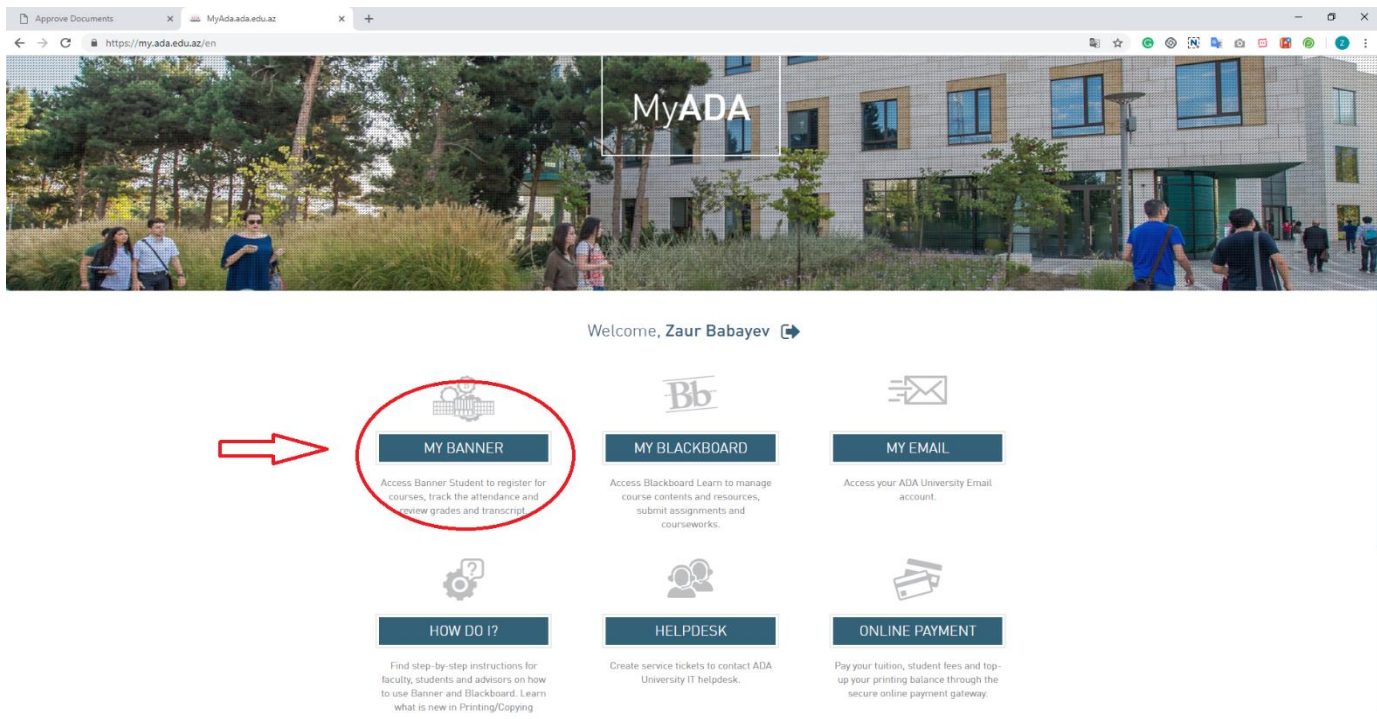 Approve Documents
MyAda.ada.edu.az
https://my.ada.edu.az/en
MyADA
Welcome, Zaur Babayev
Bb
MY BANNER
MY BLACKBOARD
MY EMAIL
Access Banner Student to register for
courses, track the attendance and
review grades and transcript.
Access Blackboard Learn to manage
course contents and resources,
submit assignments and
courseworks.
Access your ADA University Email
account.
HOW DO I?
HELPDESK
ONLINE PAYMENT
Find step-by-step instructions for
faculty, students and advisors on how
to use Banner and Blackboard. Learn
what is new in Printing/Copying
Create service tickets to contact ADA
University IT helpdesk.
Pay your tuition, student fees and top-
up your printing balance through the
secure online payment gateway.